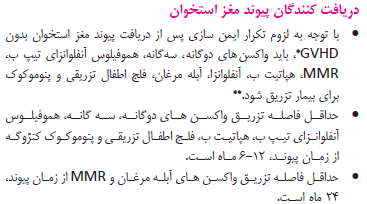 دریافت کنندگان پیوند مغز استخوان
• با توجه به لزوم تکرار ایمن سازی پس از دریافت پیوند مغز استخوان بدون
GVHD*، باید واکسن‌های دوگانه، سه‌گانه، هموفیلوس آنفلوانزای تیپ ب،
MMR، هپاتیت ب، آنفلوانزا، آبله مرغان، فلج اطفال تزریقی و پنوموکوک
برای بیمار تزریق شود.**
• حداقل فاصله تزریق واکسن های دوگانه، سه گانه، هموفیلوس
آنفلوانزای تیپ ب، هپاتیت ب، فلج اطفال تزریقی و پنوموکوک کنژوگه
از زمان پیوند، ۱۲-۶ ماه است.
• حداقل فاصله تزریق واکسن های آبله مرغان و MMR از زمان پیوند،
۲۴ ماه است.